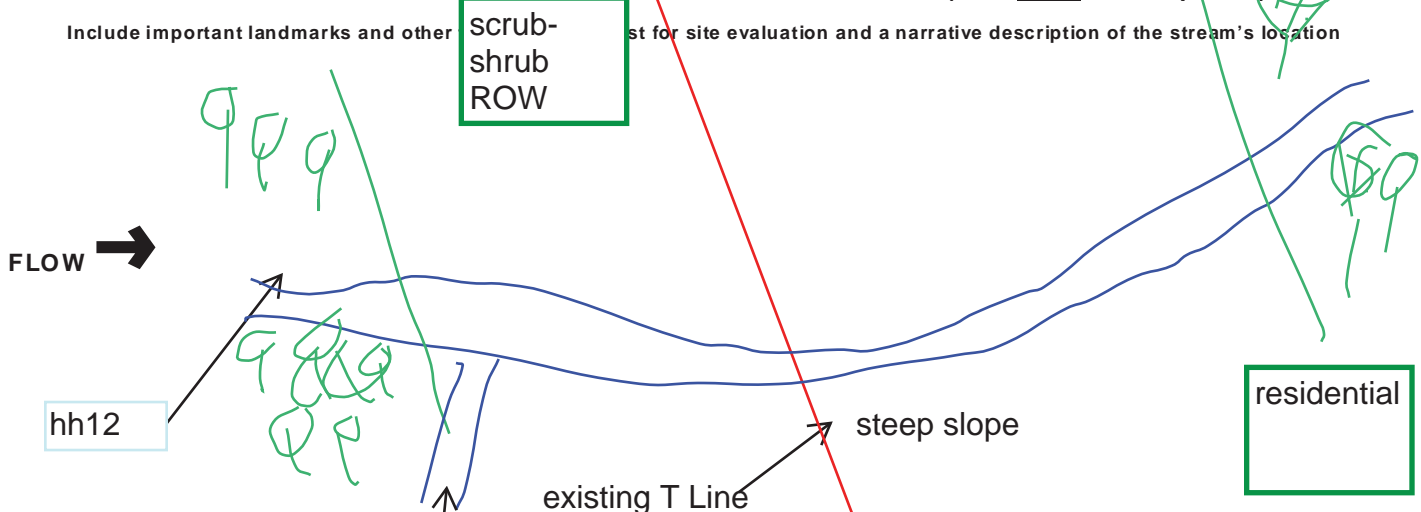 Include important landmarks and other
st for site evaluation and a narrative description of the stream's location
scrub-
shrub
ROW
FLOW
hh12
residential
steep slope
existing T Line